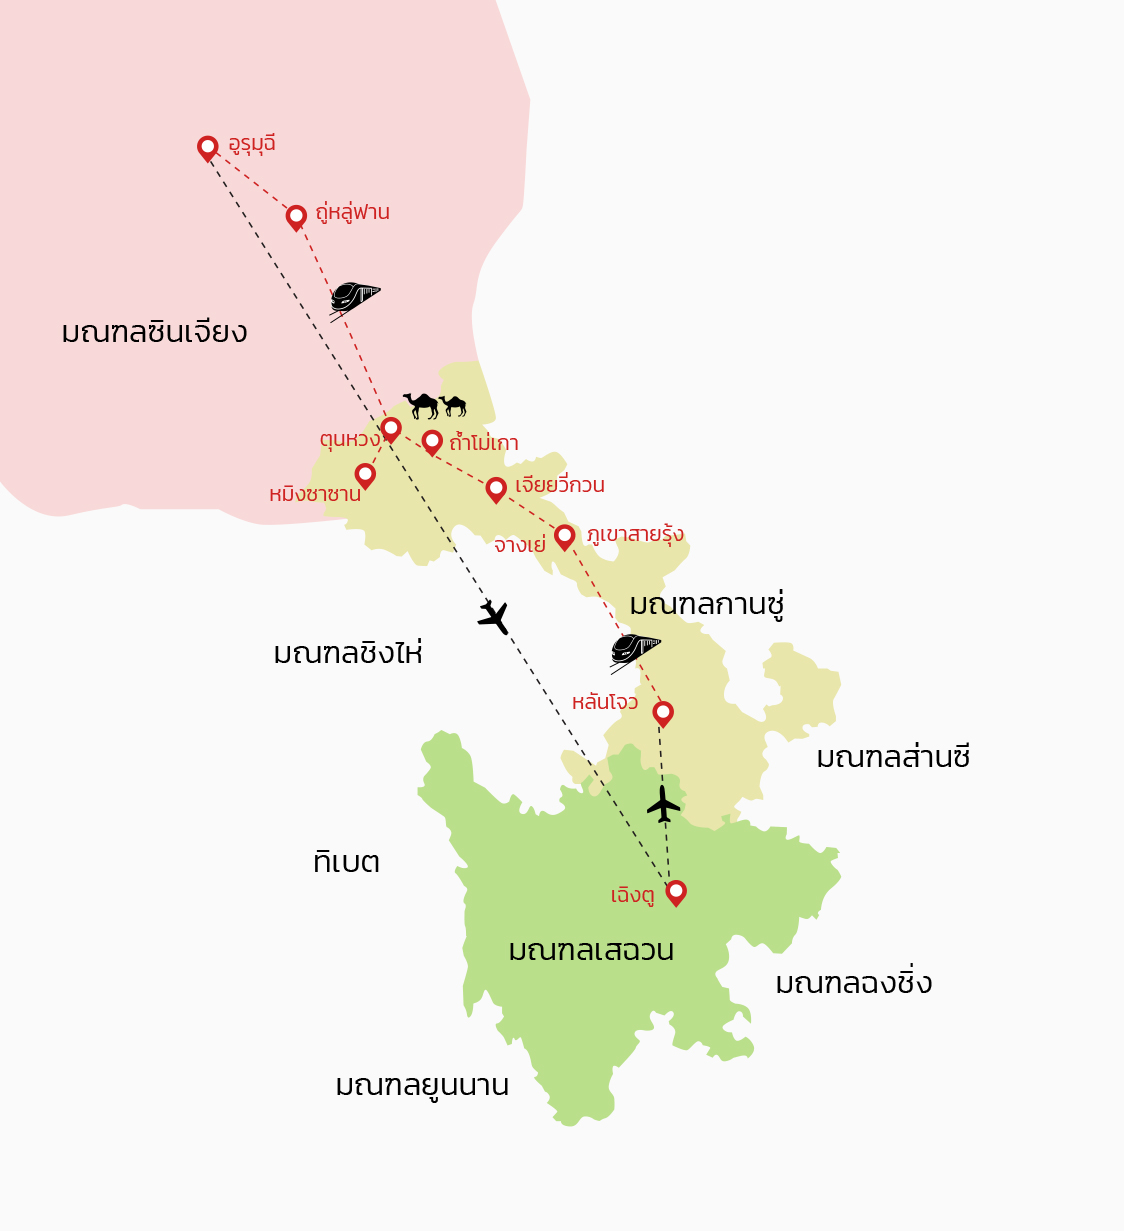 อูรุมุฉี
ถู่หลู่ฟาน
มณฑลซินเจียง
ตุนหวง
ถ้ำโม่เกา
หมิงซาซาน
เจียยวี่กวน
จางเย่
ภูเขาสายรุ้ง
มณฑลกานซู่
มณฑลชิงไห่
หลันโจว
มณฑลส่านซี
ทิเบต
เฉิงตู
มณฑลเสฉวน
มณฑลฉงชิ่ง
มณฑลยูนนาน